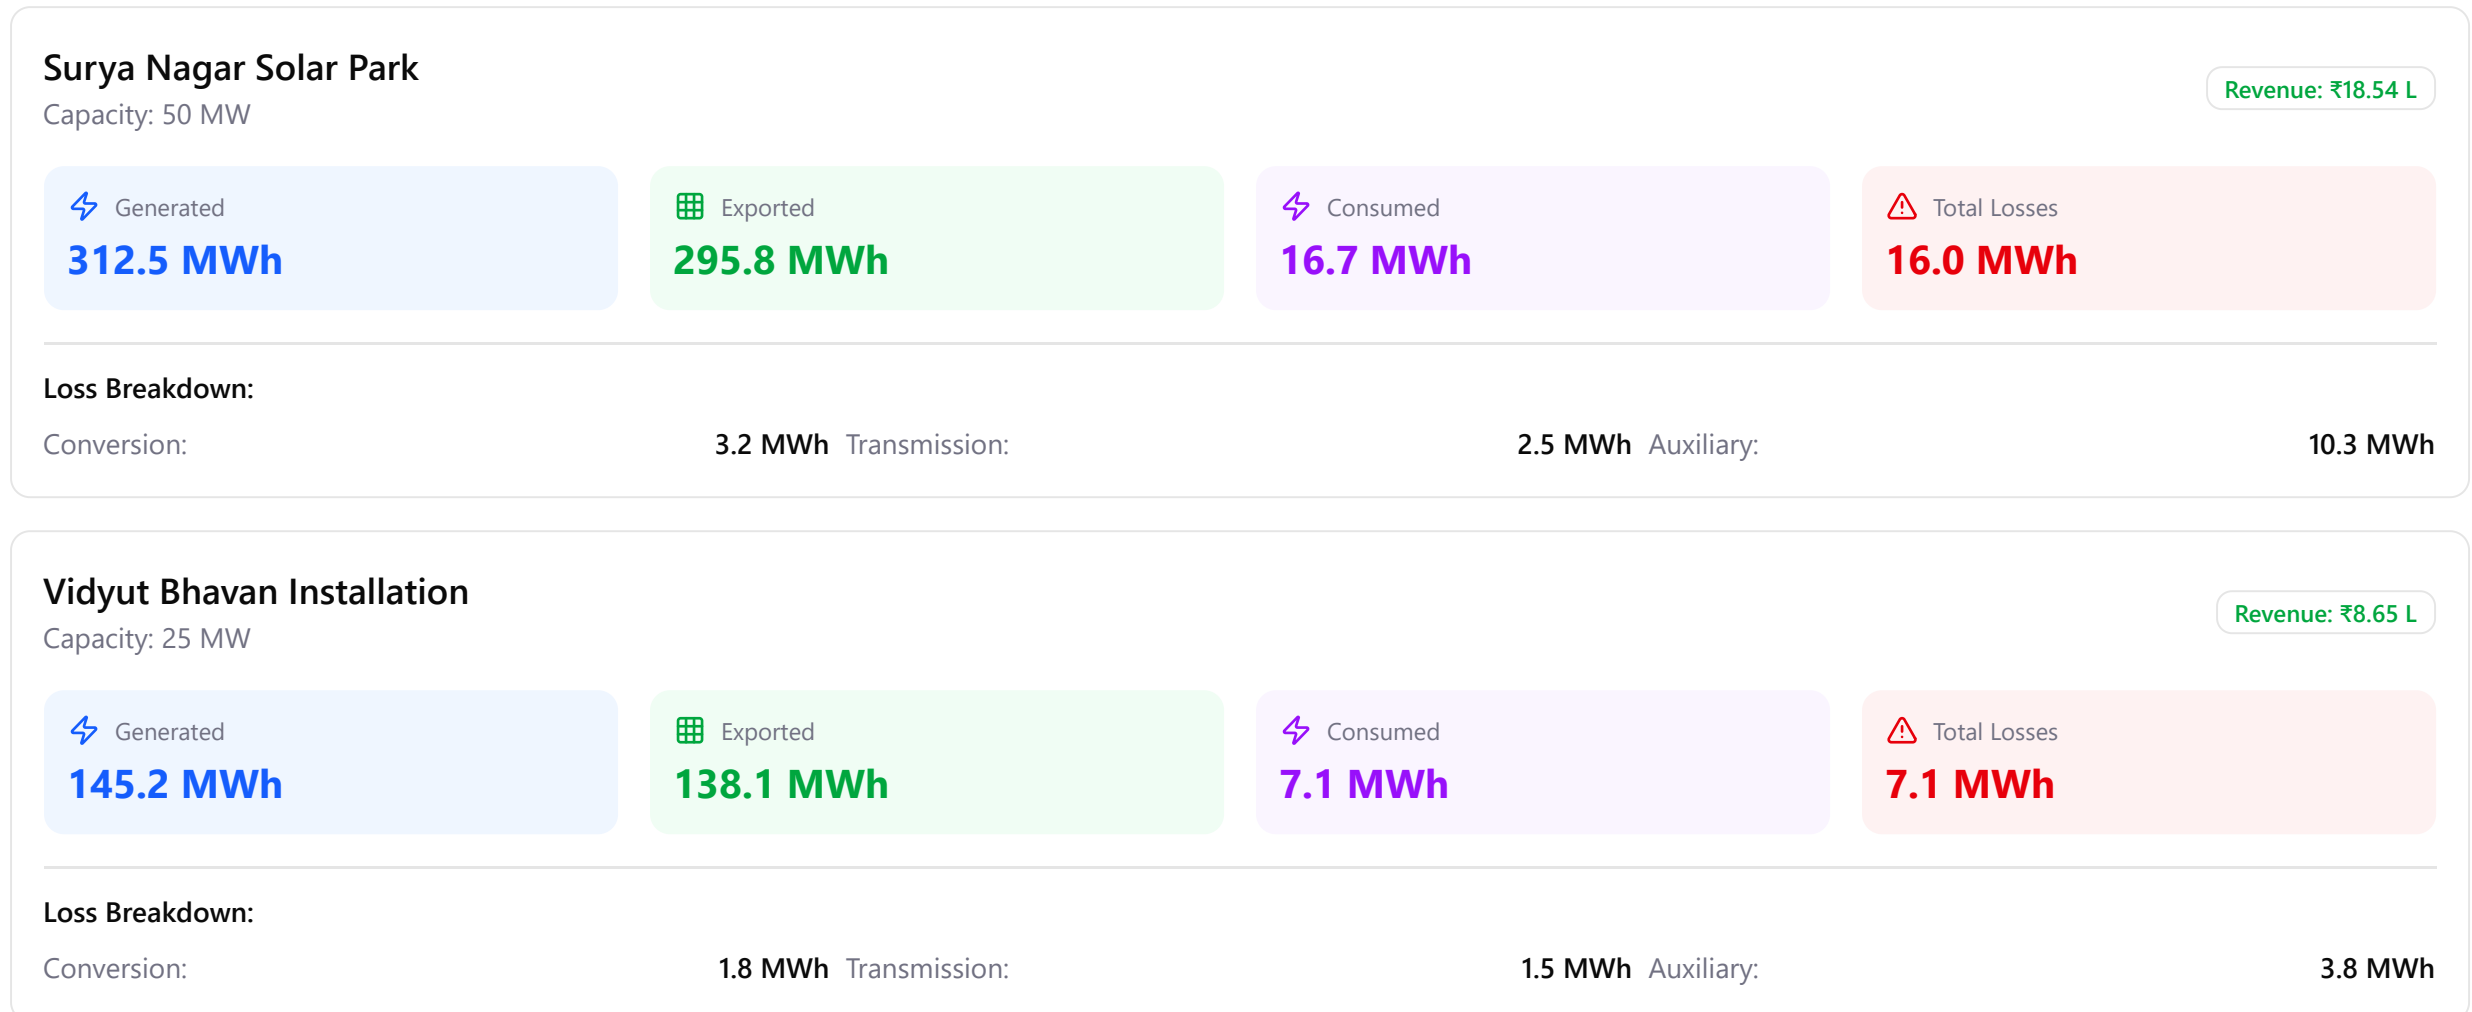 Surya Nagar Solar Park
Capacity: 50 MW
Revenue: ₹18.54 L
Generated
312.5 MWh
Exported
295.8 MWh
Consumed
16.7 MWh
Total Losses
16.0 MWh
Loss Breakdown:
Conversion: 3.2 MWh Transmission: 2.5 MWh Auxiliary: 10.3 MWh
Vidyut Bhavan Installation
Capacity: 25 MW
Revenue: ₹8.65 L
Generated
145.2 MWh
Exported
138.1 MWh
Consumed
7.1 MWh
Total Losses
7.1 MWh
Loss Breakdown:
Conversion: 1.8 MWh Transmission: 1.5 MWh Auxiliary: 3.8 MWh